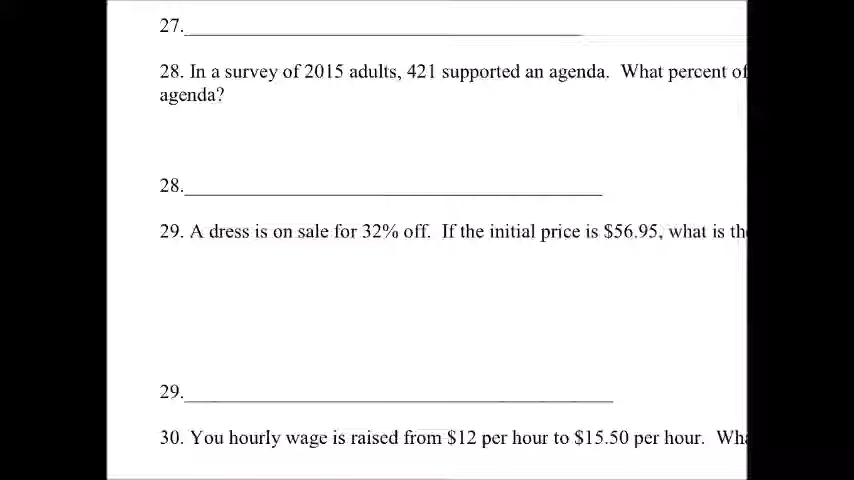 27.
28. In a survey of 2015 adults, 421 supported an agenda. What percent of
agenda?
28.
29. A dress is on sale for 32% off. If the initial price is $56.95, what is
29.
30. You hourly wage is raised from $12 per hour to $15.50 per hour.